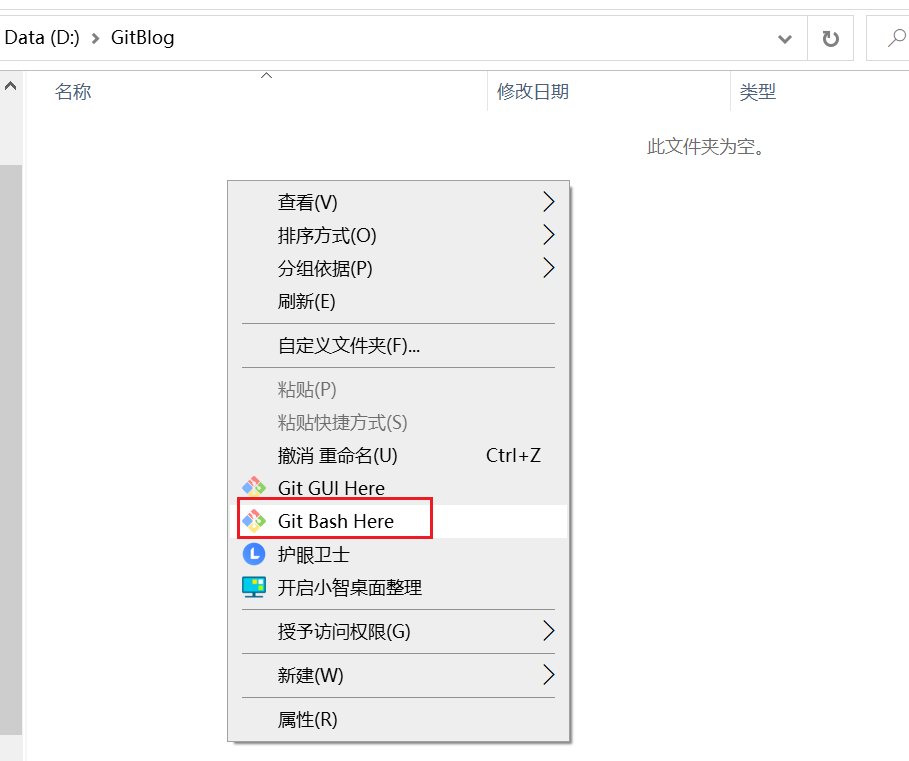 Data (D:) > GitBlog
名称 修改日期 类型
此文件夹为空。
查看(V)
排序方式(O)
分组依据(P)
刷新(E)
自定义文件夹(F)...
粘贴(P)
粘贴快捷方式(S)
撤消 重命名(U) Ctrl+Z
Git GUI Here
Git Bash Here
护眼卫士
开启小智桌面整理
授予访问权限(G)
新建(W)
属性(R)